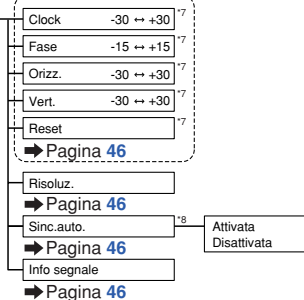 Clock -30 ↔ +30 *7
Fase -15 ↔ +15 *7
Orizz. -30 ↔ +30 *7
Vert. -30 ↔ +30 *7
Reset *7
➡ Pagina 46
Risoluz.
➡ Pagina 46
Sinc.auto. *8
Attivata
Disattivata
➡ Pagina 46
Info segnale
➡ Pagina 46